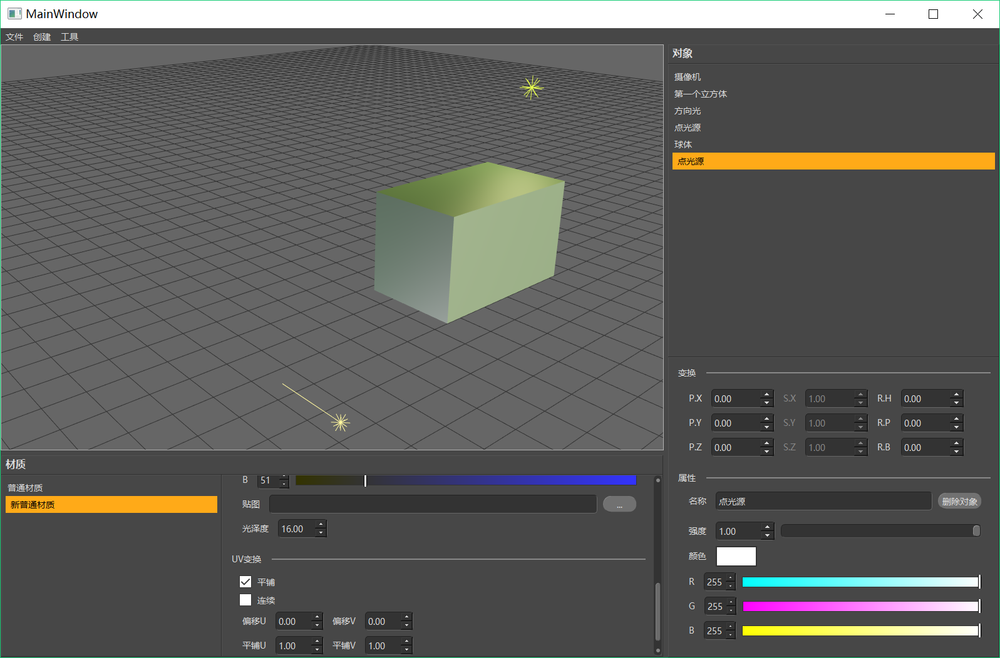 MainWindow
文件 创建 工具
对象
摄像机
第一个立方体
方向光
点光源
球体
点光源
变换
P.X 0.00 S.X 1.00 R.H 0.00
P.Y 0.00 S.Y 1.00 R.P 0.00
P.Z 0.00 S.Z 1.00 R.B 0.00
属性
名称 点光源 删除对象
强度 1.00
颜色
R 255
G 255
B 255
材质
普通材质
新普通材质
B 51
贴图 ...
光泽度 16.00
UV变换
平铺
连续
偏移U 0.00 偏移V 0.00
平铺U 1.00 平铺V 1.00